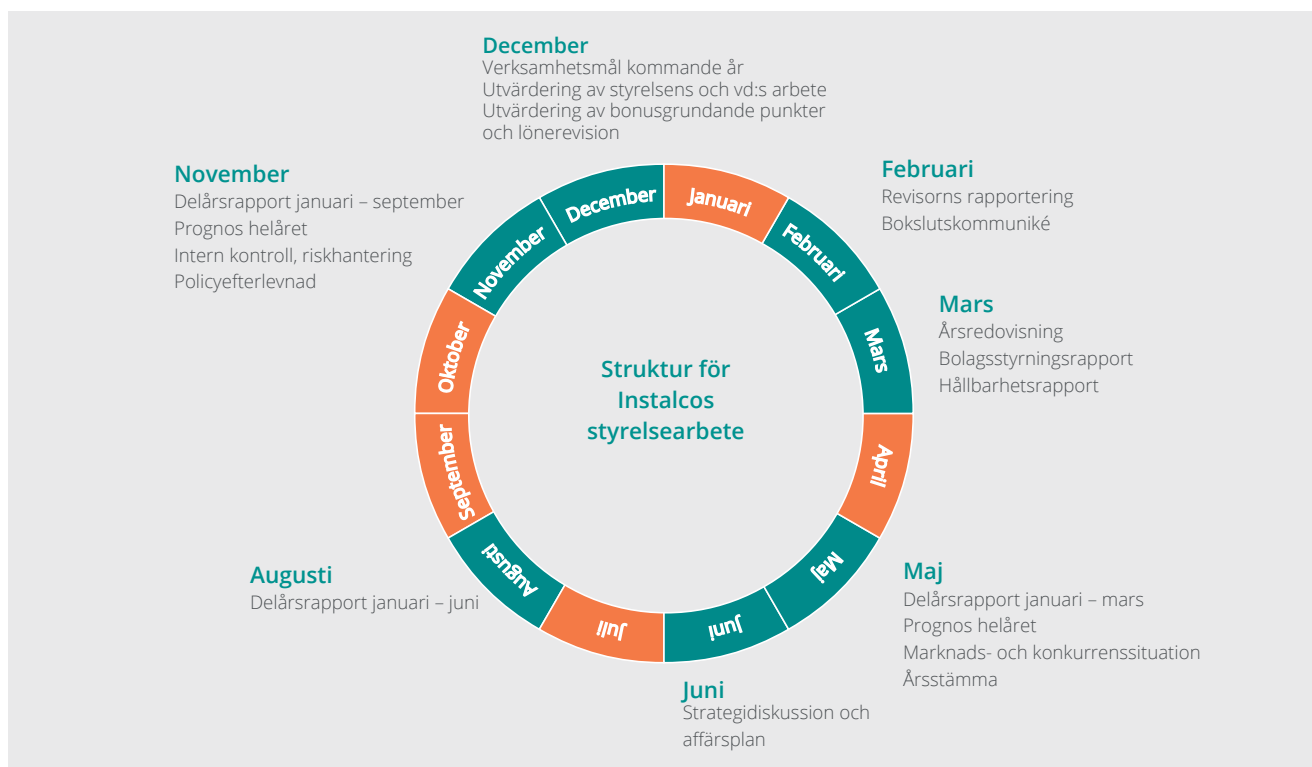 December
Verksamhetsmål kommande år
Utvärdering av styrelsens och vd:s arbete
Utvärdering av bonusgrundande punkter
och lönerevision
November
Delårsrapport januari – september
Prognos helåret
Intern kontroll, riskhantering
Policyefterlevnad
Februari
Revisorns rapportering
Bokslutskommuniké
Mars
Årsredovisning
Bolagsstyrningsrapport
Hållbarhetsrapport
Januari
Februari
Mars
April
Maj
Juni
Juli
Augusti
September
Oktober
November
December
Struktur för
Instalcos
styrelsearbete
Augusti
Delårsrapport januari – juni
Maj
Delårsrapport januari – mars
Prognos helåret
Marknads- och konkurrenssituation
Årsstämma
Juni
Strategidiskussion och
affärsplan